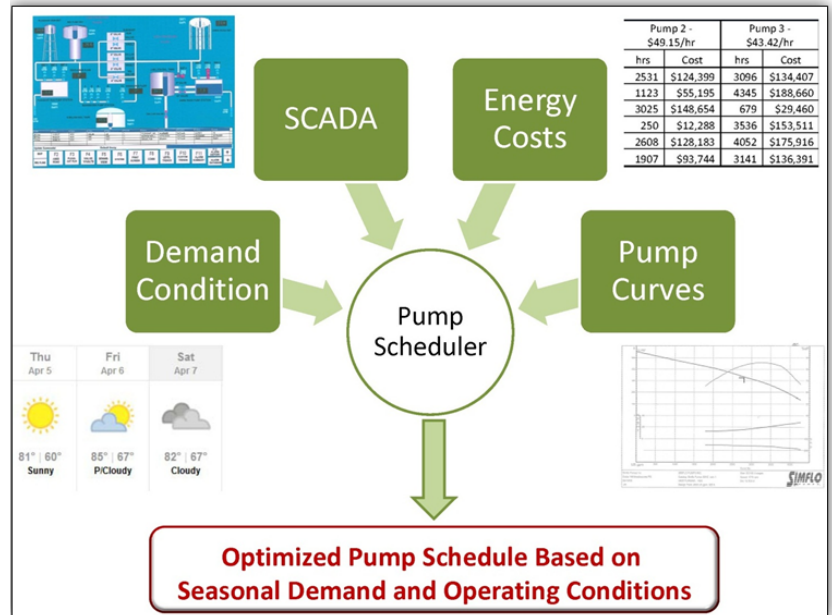 SCADA
Energy
Costs
Pump 2 - Pump 3 -
$49.15/hr $43.42/hr
hrs Cost hrs Cost
2531 $124,399 3096 $134,407
1123 $55,195 4345 $188,660
3025 $148,654 679 $29,460
250 $12,288 3536 $153,511
2608 $128,183 4052 $175,916
1907 $93,744 3141 $136,391
Demand
Condition
Pump
Curves
Pump
Scheduler
Thu Fri Sat
Apr 5 Apr 6 Apr 7
81° | 60° 85° | 67° 82° | 67°
Sunny P/Cloudy Cloudy
SIMFLO
Optimized Pump Schedule Based on
Seasonal Demand and Operating Conditions